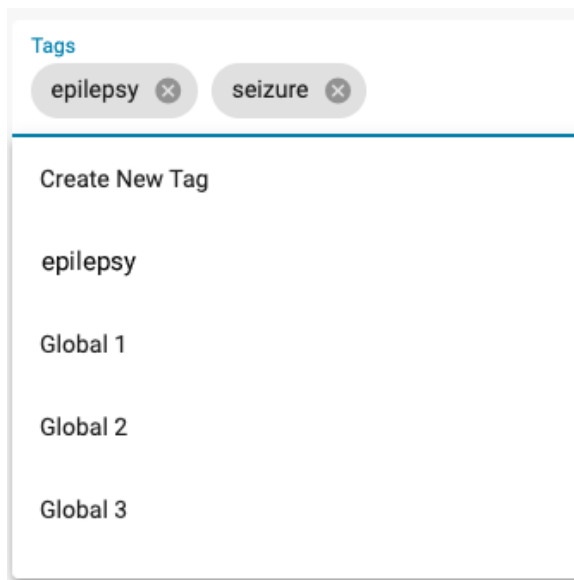 Tags
epilepsy seizure
Create New Tag
epilepsy
Global 1
Global 2
Global 3